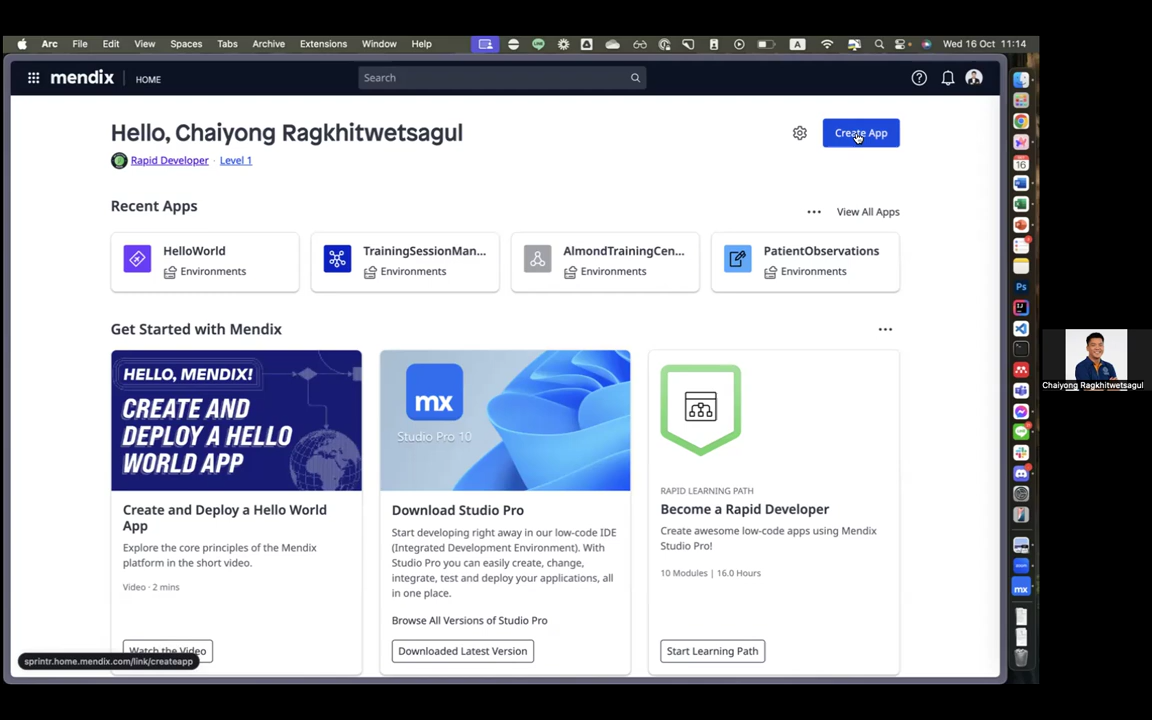 Arc File Edit View Spaces Tabs Archive Extensions Window Help A Wed 16 Oct 11:14
mendix HOME Search
Hello, Chaiyong Ragkhitwetsagul
Create App
Rapid Developer · Level 1
Recent Apps
View All Apps
HelloWorld
Environments
TrainingSessionMan...
Environments
AlmondTrainingCen...
Environments
PatientObservations
Environments
Get Started with Mendix
HELLO, MENDIX!
CREATE AND
DEPLOY A HELLO
WORLD APP
Create and Deploy a Hello World
App
Explore the core principles of the Mendix
platform in the short video.
Video · 2 mins
Watch the Video
mx
Studio Pro 10
Download Studio Pro
Start developing right away in our low-code IDE
(Integrated Development Environment). With
Studio Pro you can easily create, change,
integrate, test and deploy your applications, all
in one place.
Browse All Versions of Studio Pro
Downloaded Latest Version
RAPID LEARNING PATH
Become a Rapid Developer
Create awesome low-code apps using Mendix
Studio Pro!
10 Modules | 16.0 Hours
Start Learning Path
sprintr.home.mendix.com/link/createapp
16
Ps
mx
Chaiyong Ragkhitwetsagul